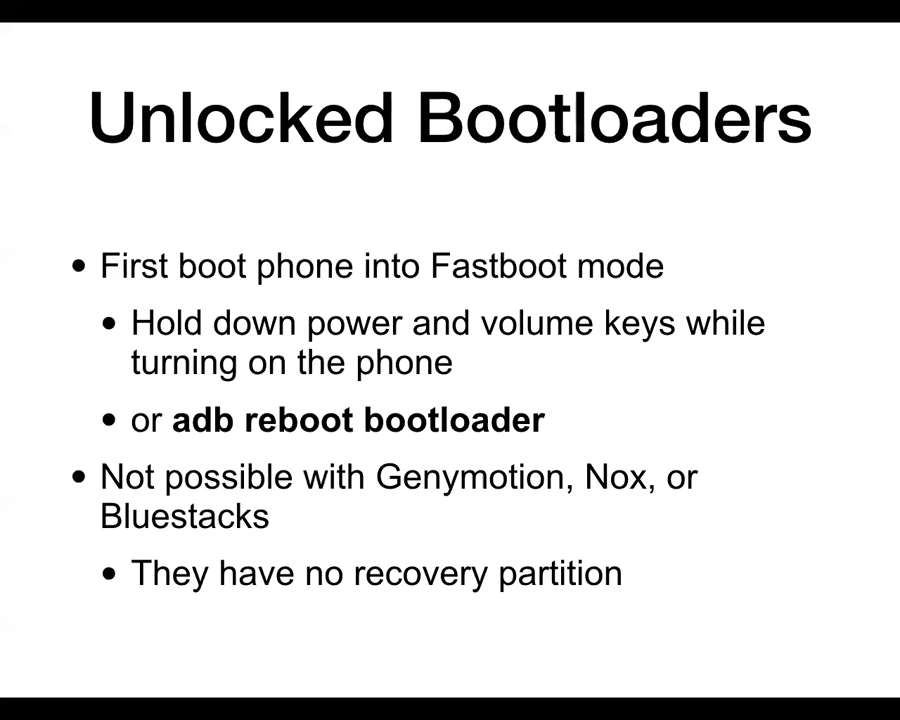 Unlocked Bootloaders
• First boot phone into Fastboot mode
• Hold down power and volume keys while
turning on the phone
• or adb reboot bootloader
• Not possible with Genymotion, Nox, or
Bluestacks
• They have no recovery partition